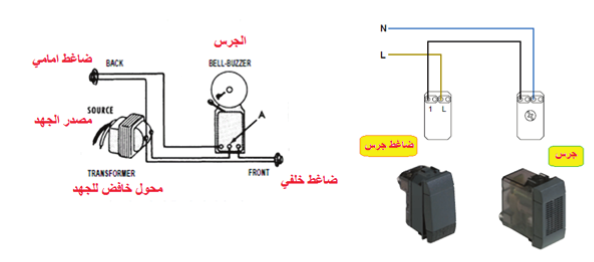 الجرس
BELL-BUZZER
ضاغط امامي
BACK
A
SOURCE
مصدر الجهد
TRANSFORMER
محول خافض للجهد
FRONT
ضاغط خلفي
N
L
1 L
ضاغط جرس
جرس